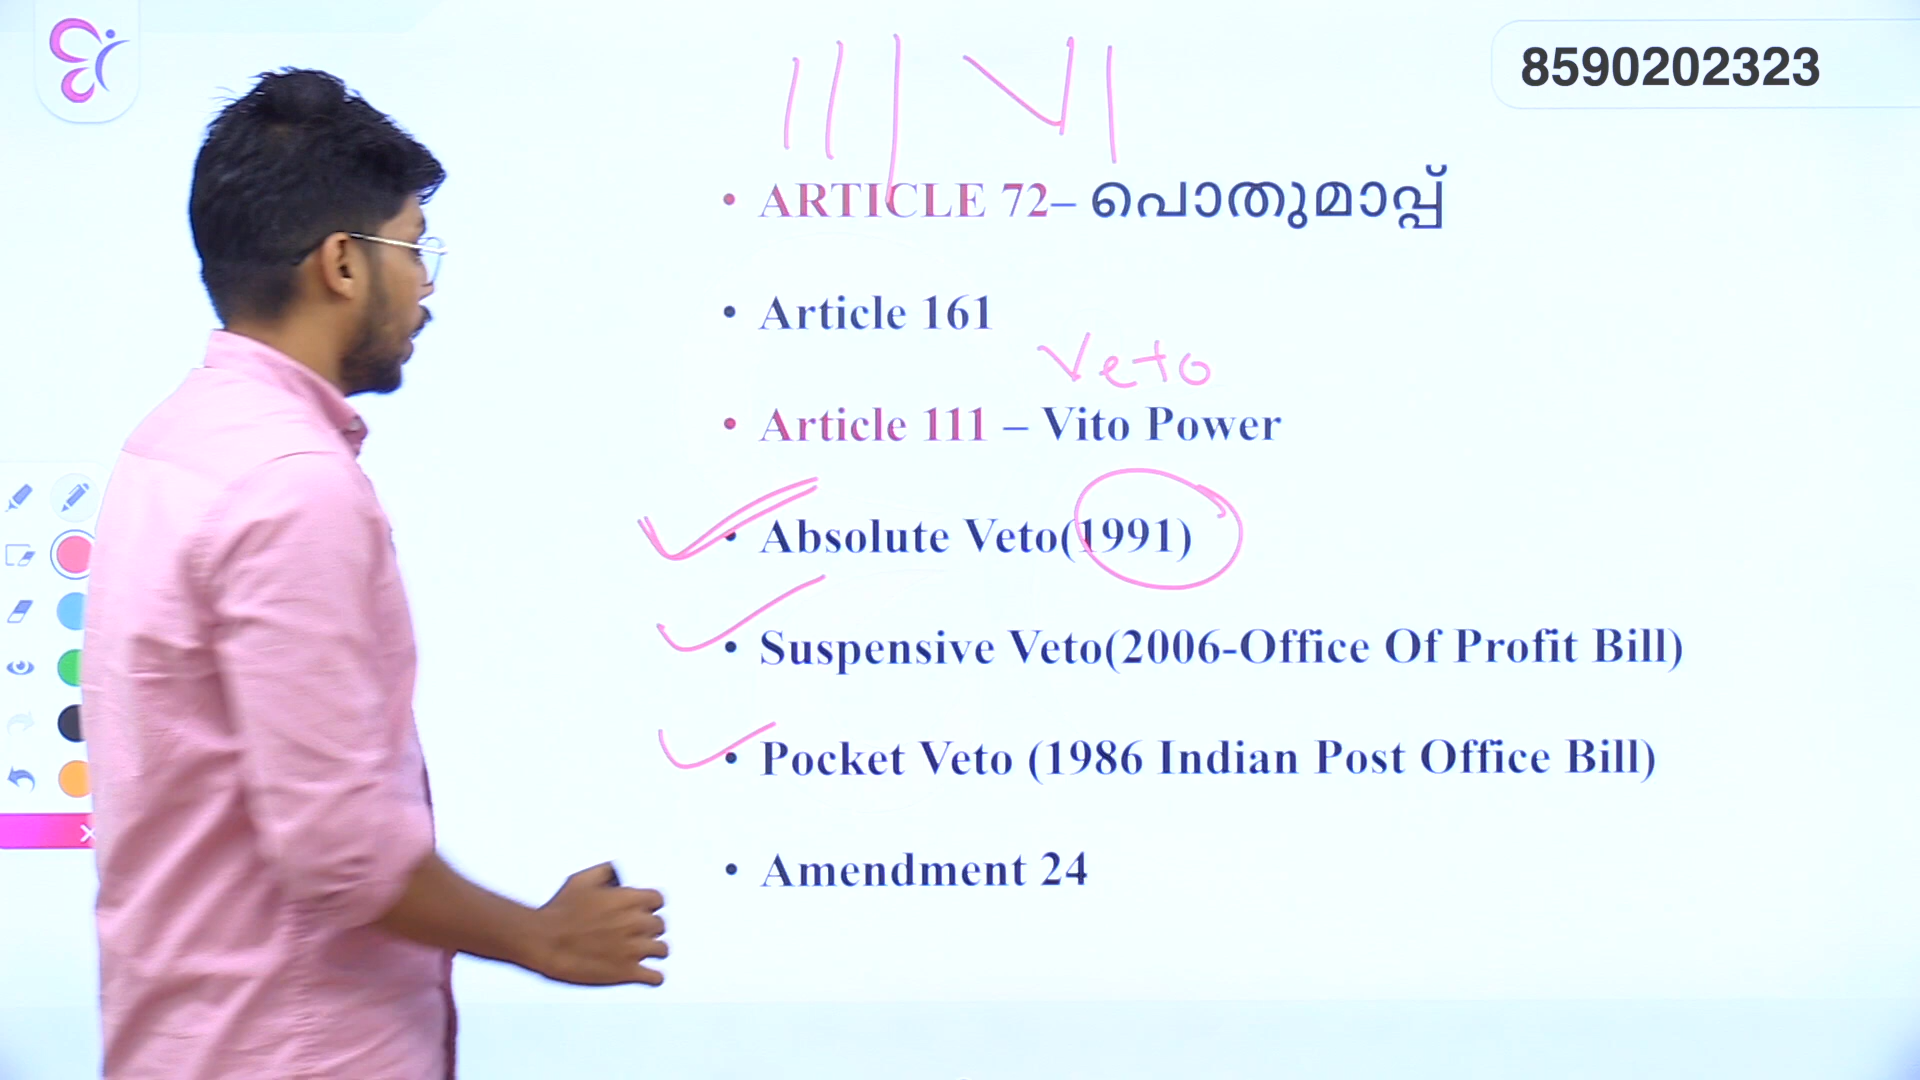 8590202323
111 VI
• ARTICLE 72– പൊതുമാപ്പ്
• Article 161
Veto
• Article 111 – Vito Power
• Absolute Veto(1991)
• Suspensive Veto(2006-Office Of Profit Bill)
• Pocket Veto (1986 Indian Post Office Bill)
• Amendment 24